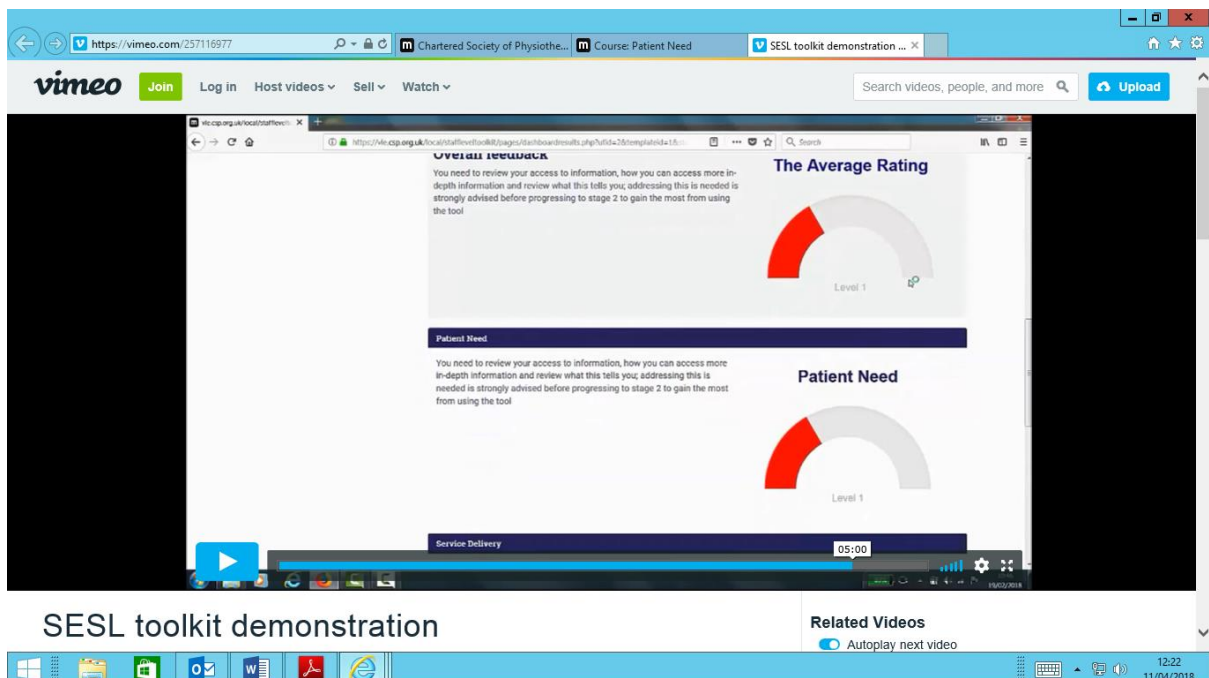 https://vimeo.com/257116977
Chartered Society of Physiothe...
Course: Patient Need
SESL toolkit demonstration ...
vimeo
Join
Log in
Host videos
Sell
Watch
Search videos, people, and more
Upload
Search
Overall feedback
You need to review your access to information, how you can access more in-
depth information and review what this tells you; addressing this is needed is
strongly advised before progressing to stage 2 to gain the most from using
the tool
The Average Rating
Level 1
Patient Need
You need to review your access to information, how you can access more
in-depth information and review what this tells you; addressing this is
needed is strongly advised before progressing to stage 2 to gain the most
from using the tool
Patient Need
Level 1
Service Delivery
05:00
19/02/2018
SESL toolkit demonstration
Related Videos
Autoplay next video
12:22
11/04/2018